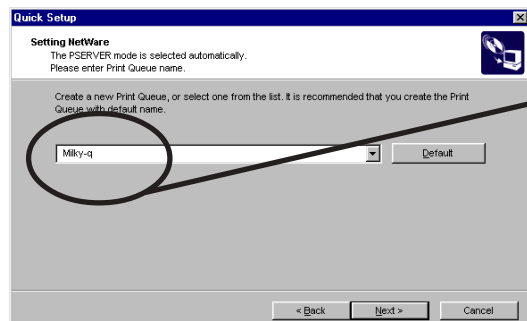 Quick Setup
Setting NetWare
The PSERVER mode is selected automatically.
Please enter Print Queue name.
Create a new Print Queue, or select one from the list. It is recommended that you create the Print
Queue with default name.
Milky-q
Default
< Back
Next >
Cancel